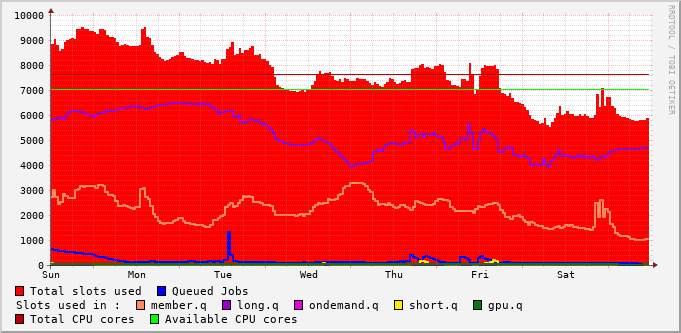 RRDTOOL / TOBI OETIKER
10000
9000
8000
7000
6000
5000
4000
3000
2000
1000
0
Sun Mon Tue Wed Thu Fri Sat
Total slots used Queued Jobs
Slots used in : member.q long.q ondemand.q short.q gpu.q
Total CPU cores Available CPU cores